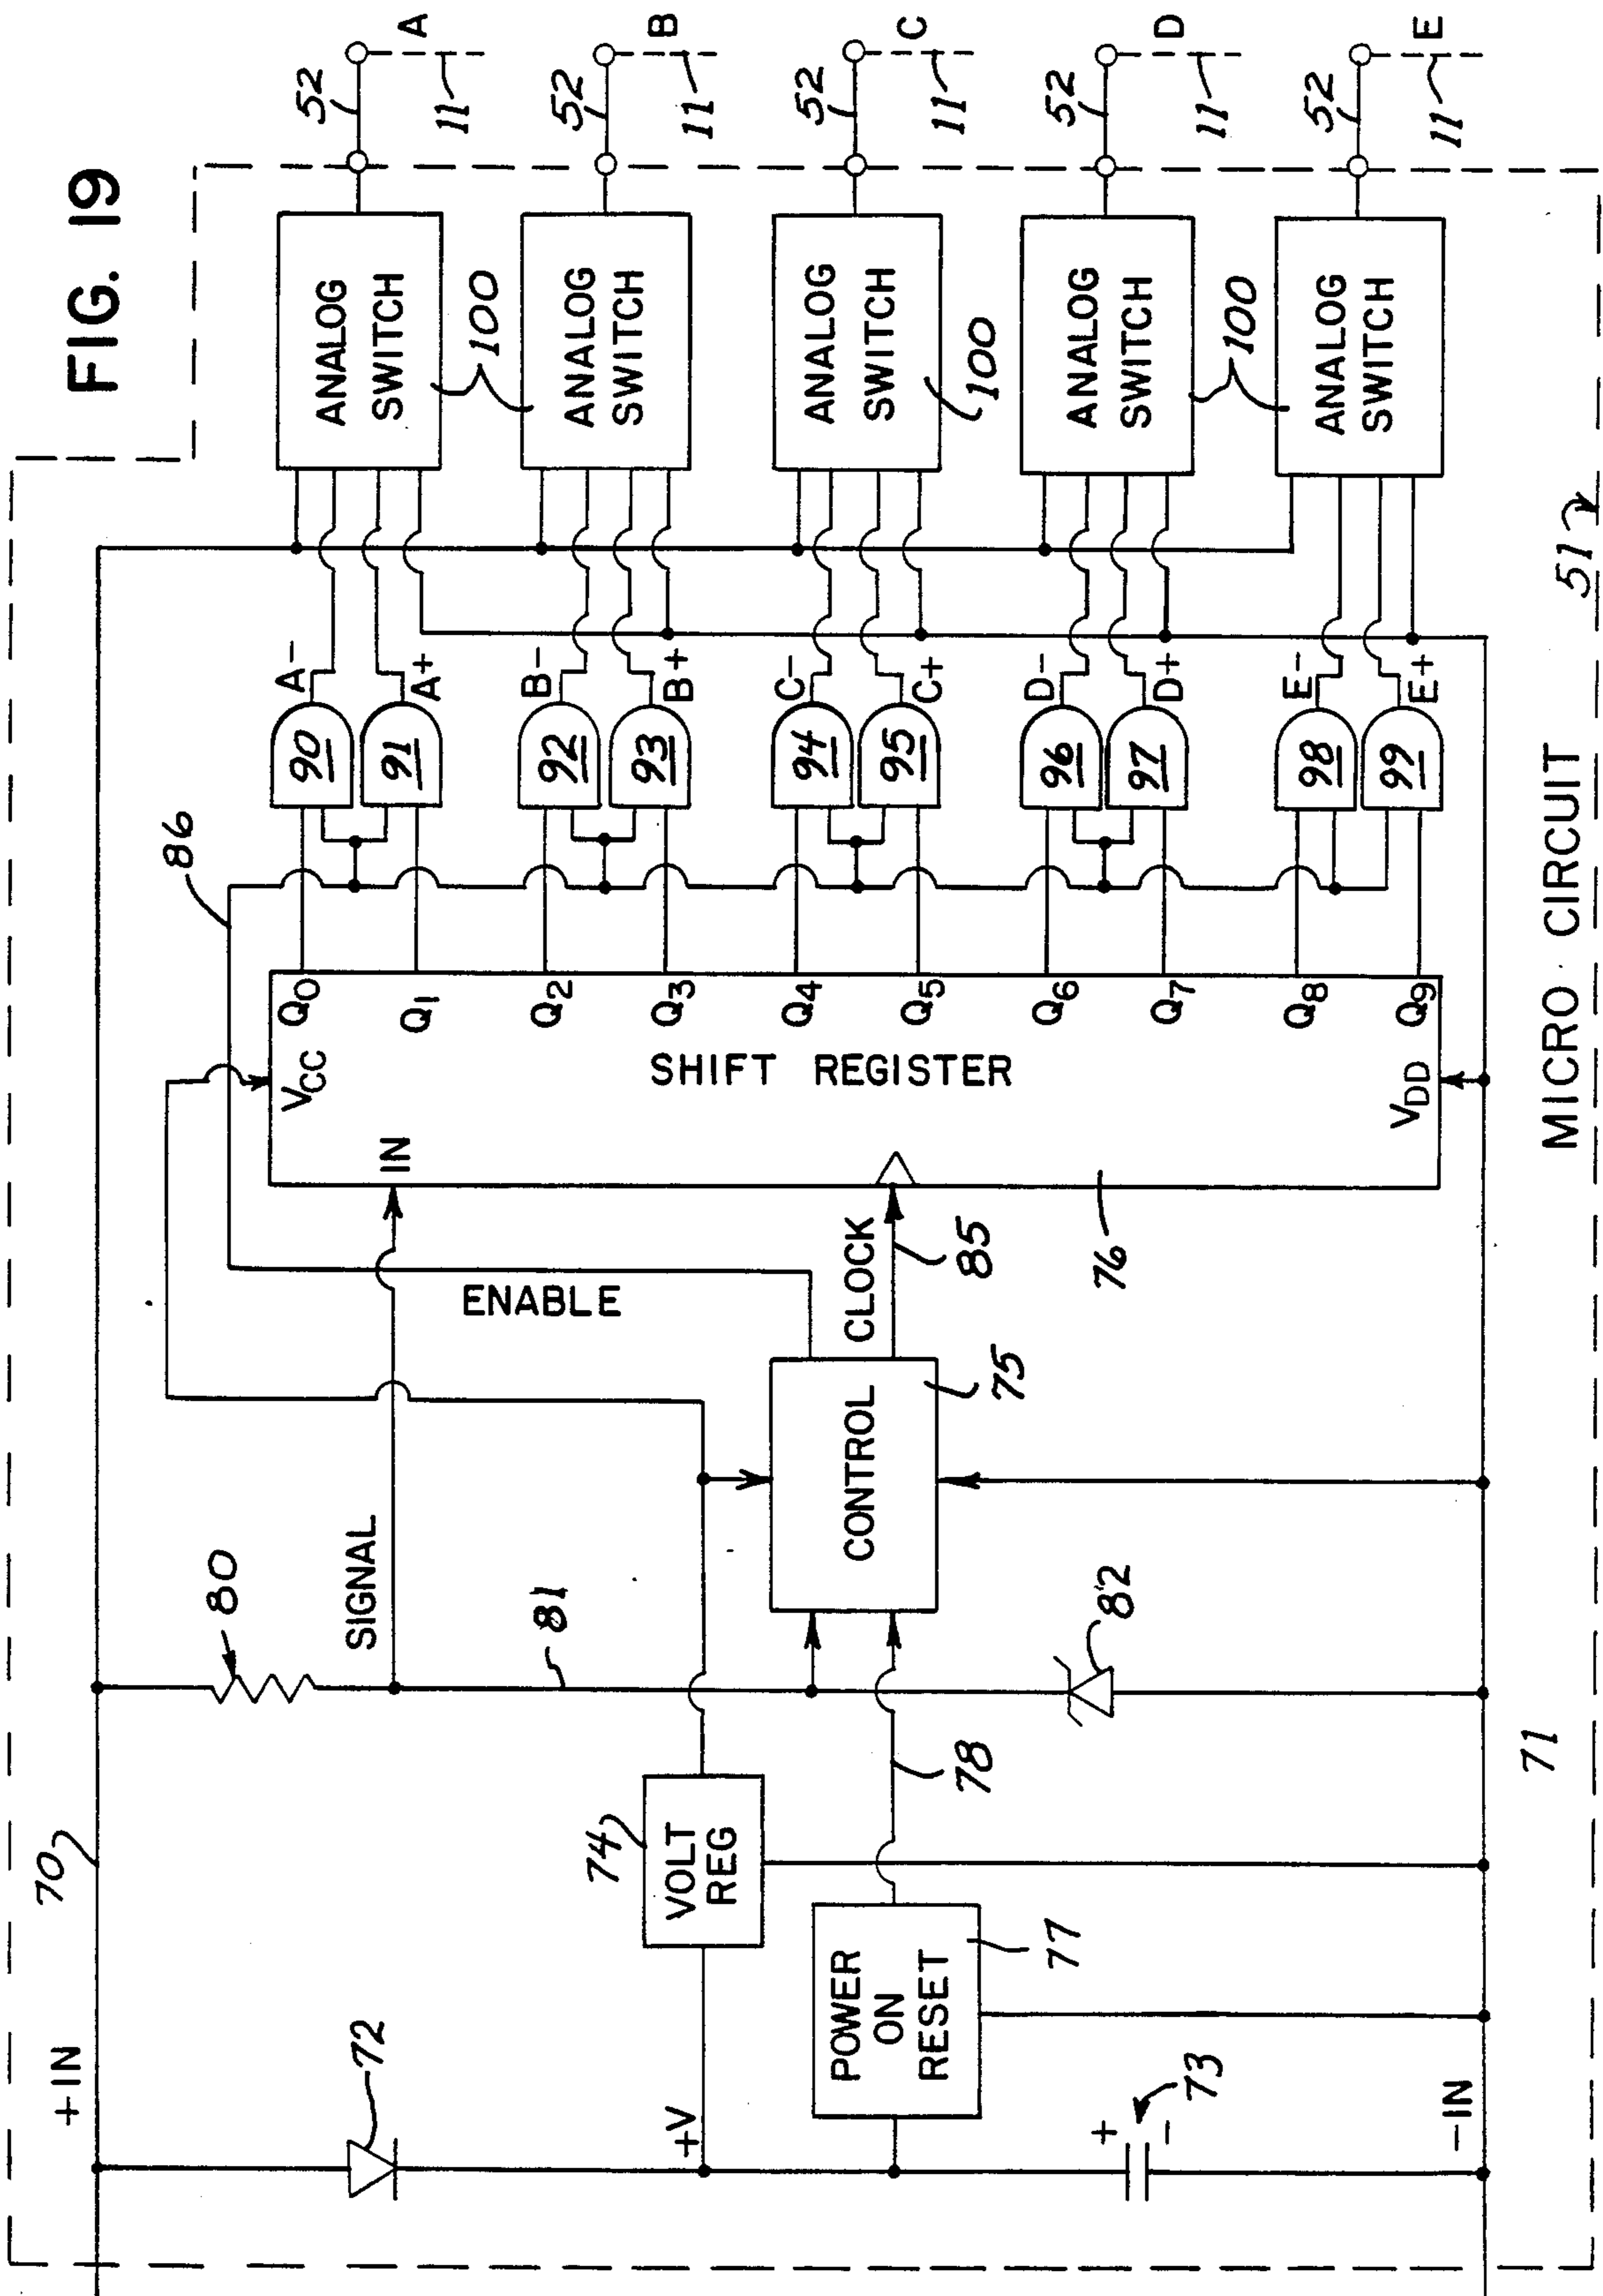 FIG. 19
+IN
70
72
+V
73
-IN
POWER
ON
RESET
77
78
VOLT
REG
74
80
SIGNAL
81
82
71
CONTROL
75
ENABLE
CLOCK
85
86
VCC
IN
SHIFT REGISTER
76
VDD
Q0
Q1
Q2
Q3
Q4
Q5
Q6
Q7
Q8
Q9
90
91
92
93
94
95
96
97
98
99
A-
A+
B-
B+
C-
C+
D-
D+
E-
E+
ANALOG
SWITCH
100
ANALOG
SWITCH
ANALOG
SWITCH
100
ANALOG
SWITCH
100
ANALOG
SWITCH
52
A
11
52
B
11
52
C
11
52
D
11
52
E
11
MICRO CIRCUIT
51